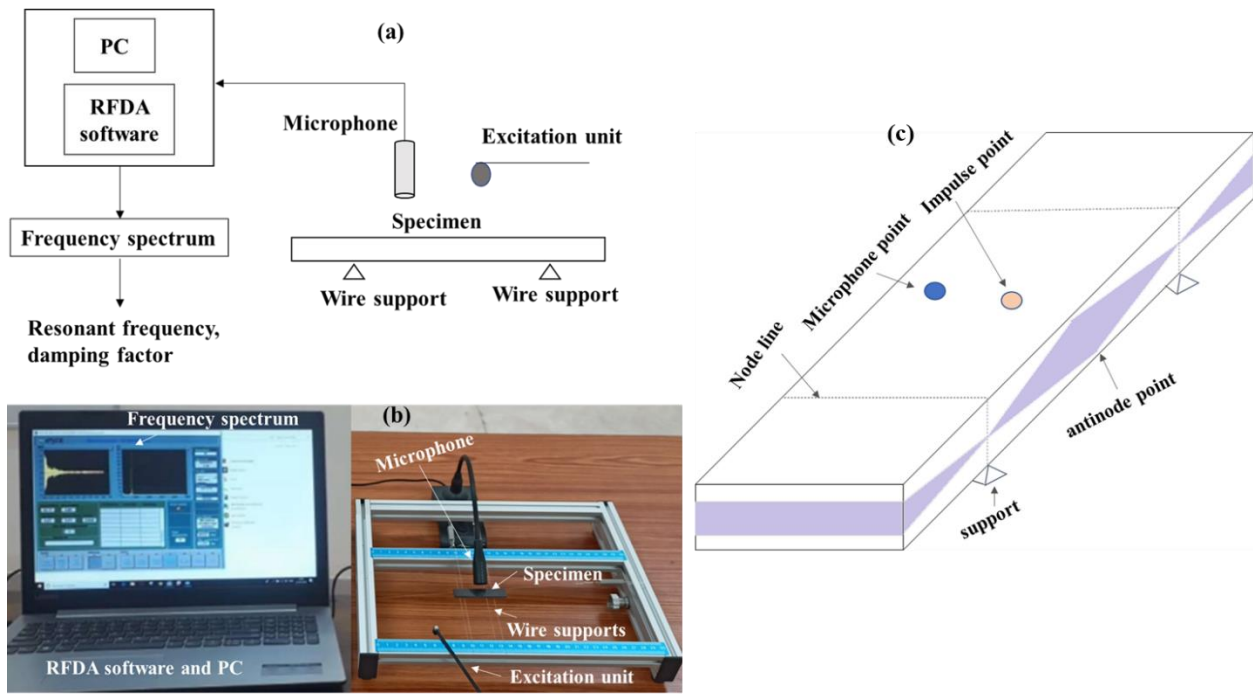 (a)
PC
RFDA
software
Microphone
Excitation unit
Specimen
Frequency spectrum
Wire support
Wire support
Resonant frequency,
damping factor
(b)
Frequency spectrum
Microphone
Specimen
Wire supports
Excitation unit
RFDA software and PC
(c)
Impulse point
Microphone point
Node line
antinode point
support